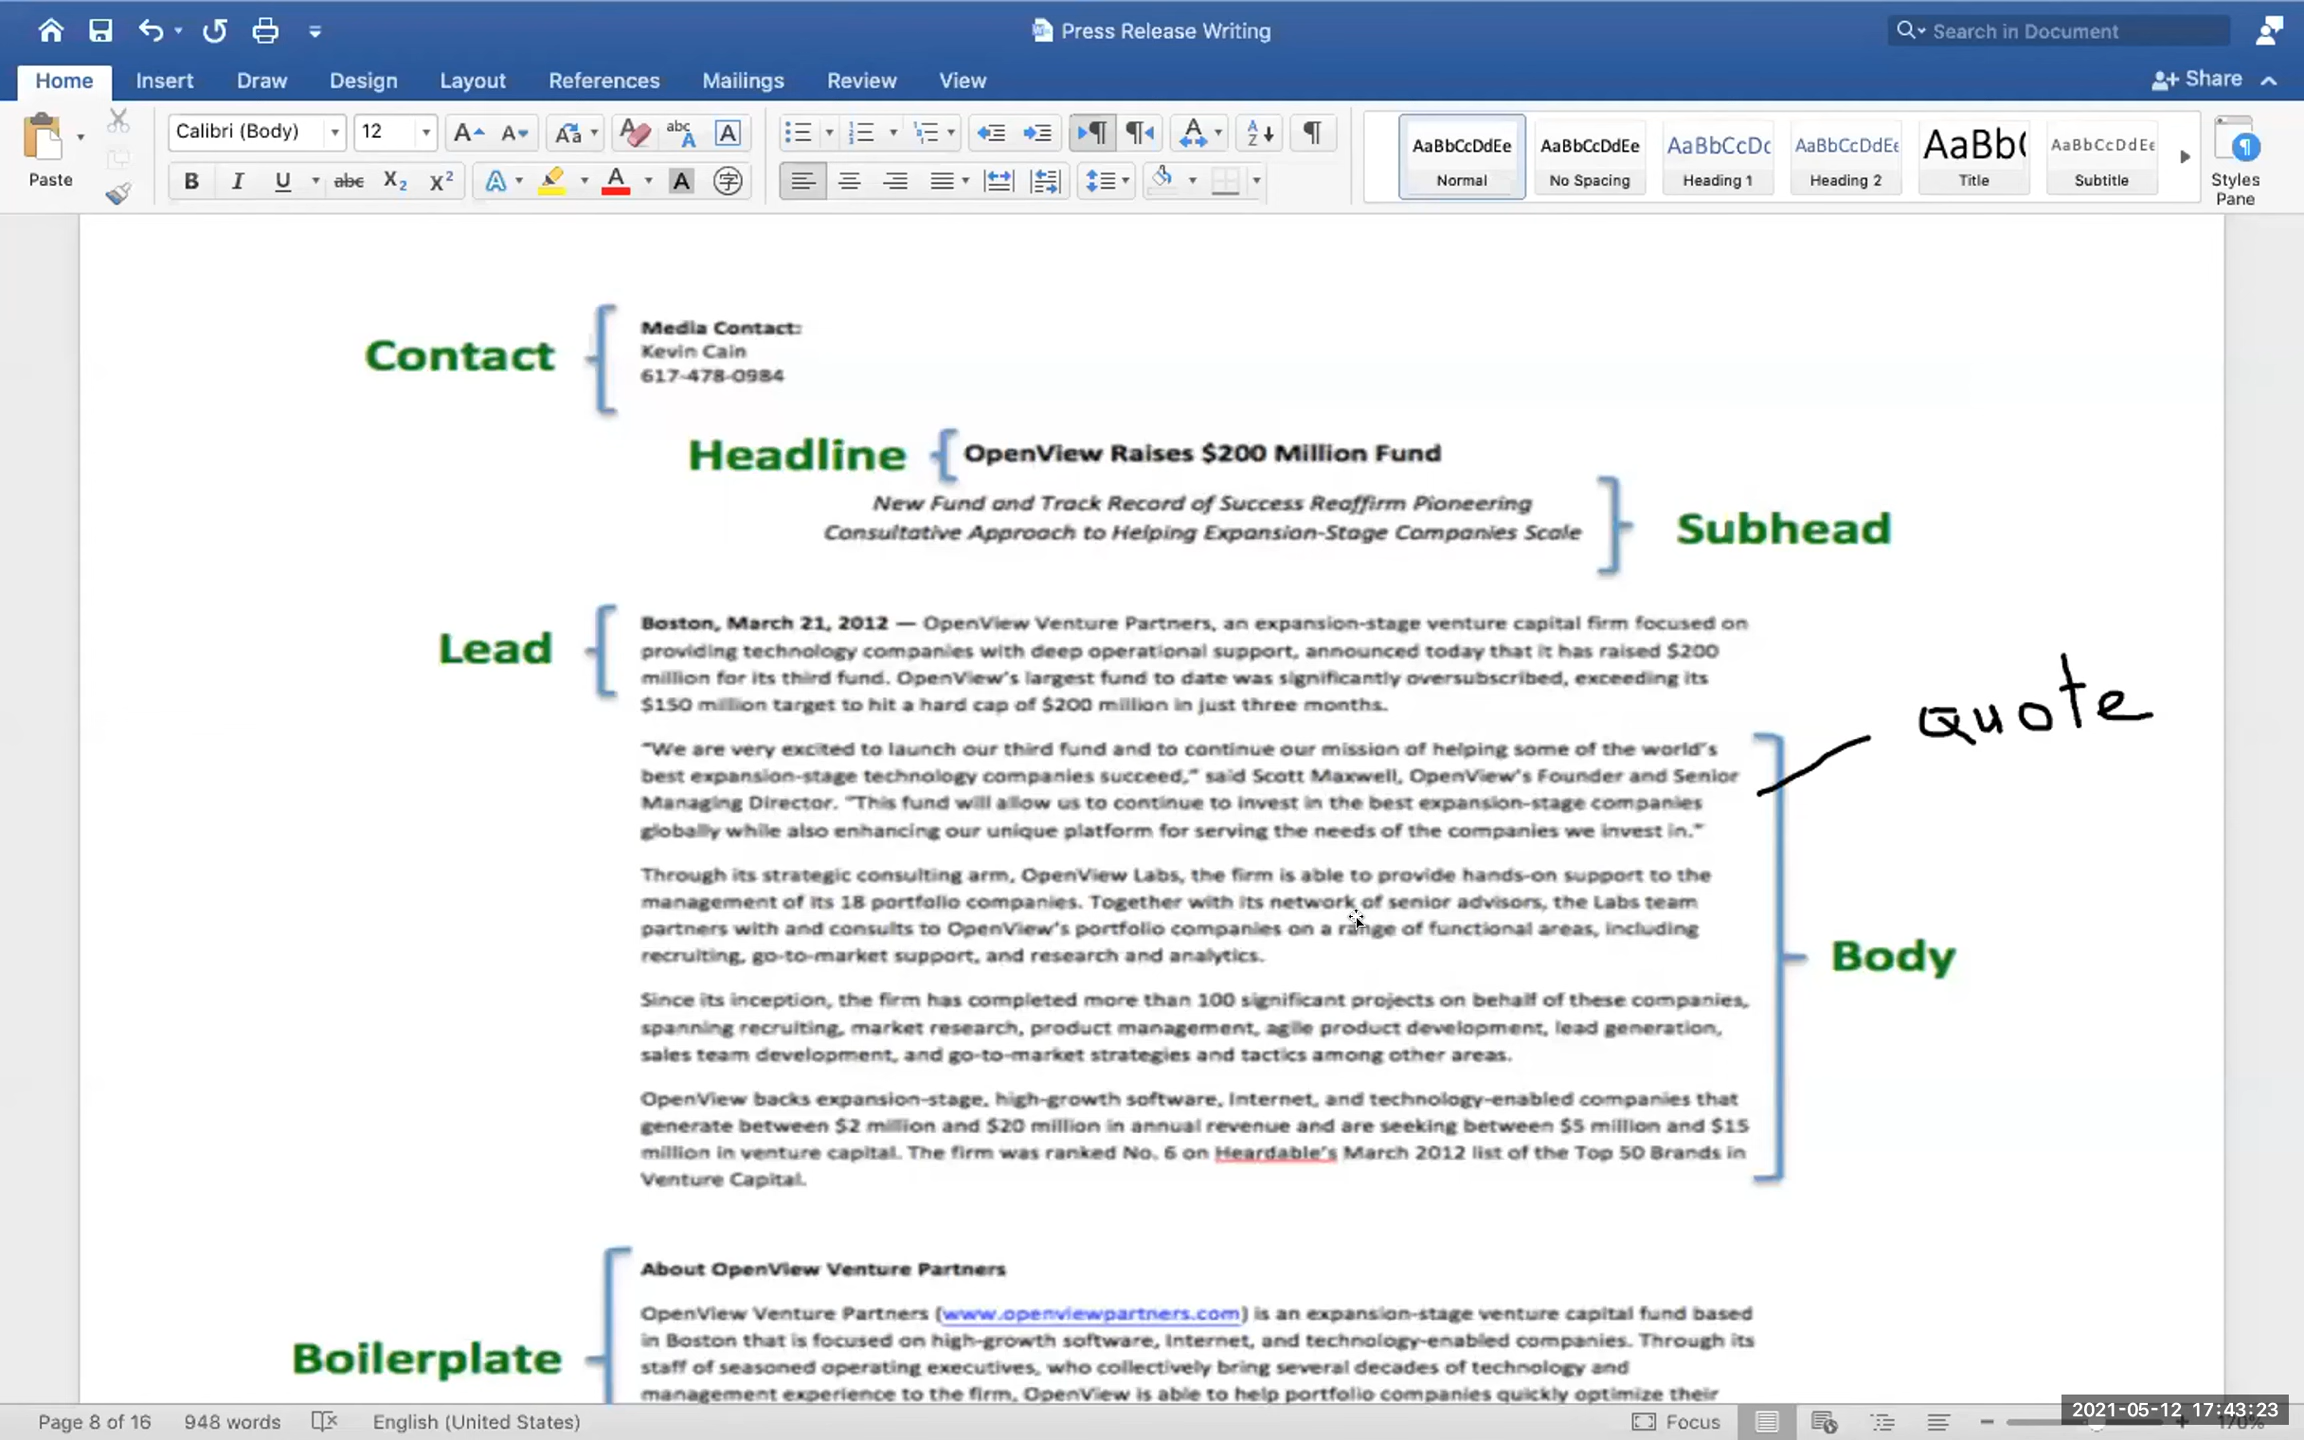 Press Release Writing
Search in Document
Home Insert Draw Design Layout References Mailings Review View
Share
Paste
Calibri (Body) 12
AaBbCcDdEe Normal
AaBbCcDdEe No Spacing
AaBbCcDc Heading 1
AaBbCcDdEe Heading 2
AaBb( Title
AaBbCcDdEe Subtitle
Styles
Pane
Contact
Media Contact:
Kevin Cain
617-478-0984
Headline
OpenView Raises $200 Million Fund
New Fund and Track Record of Success Reaffirm Pioneering
Consultative Approach to Helping Expansion-Stage Companies Scale
Subhead
Lead
Boston, March 21, 2012 — OpenView Venture Partners, an expansion-stage venture capital firm focused on
providing technology companies with deep operational support, announced today that it has raised $200
million for its third fund. OpenView's largest fund to date was significantly oversubscribed, exceeding its
$150 million target to hit a hard cap of $200 million in just three months.
quote
"We are very excited to launch our third fund and to continue our mission of helping some of the world's
best expansion-stage technology companies succeed," said Scott Maxwell, OpenView's Founder and Senior
Managing Director. "This fund will allow us to continue to invest in the best expansion-stage companies
globally while also enhancing our unique platform for serving the needs of the companies we invest in."
Through its strategic consulting arm, OpenView Labs, the firm is able to provide hands-on support to the
management of its 18 portfolio companies. Together with its network of senior advisors, the Labs team
partners with and consults to OpenView's portfolio companies on a range of functional areas, including
recruiting, go-to-market support, and research and analytics.
Body
Since its inception, the firm has completed more than 100 significant projects on behalf of these companies,
spanning recruiting, market research, product management, agile product development, lead generation,
sales team development, and go-to-market strategies and tactics among other areas.
OpenView backs expansion-stage, high-growth software, Internet, and technology-enabled companies that
generate between $2 million and $20 million in annual revenue and are seeking between $5 million and $15
million in venture capital. The firm was ranked No. 6 on Heardable's March 2012 list of the Top 50 Brands in
Venture Capital.
About OpenView Venture Partners
Boilerplate
OpenView Venture Partners (www.openviewpartners.com) is an expansion-stage venture capital fund based
in Boston that is focused on high-growth software, Internet, and technology-enabled companies. Through its
staff of seasoned operating executives, who collectively bring several decades of technology and
management experience to the firm, OpenView is able to help portfolio companies quickly optimize their
Page 8 of 16 948 words English (United States)
Focus
2021-05-12 17:43:23
170%